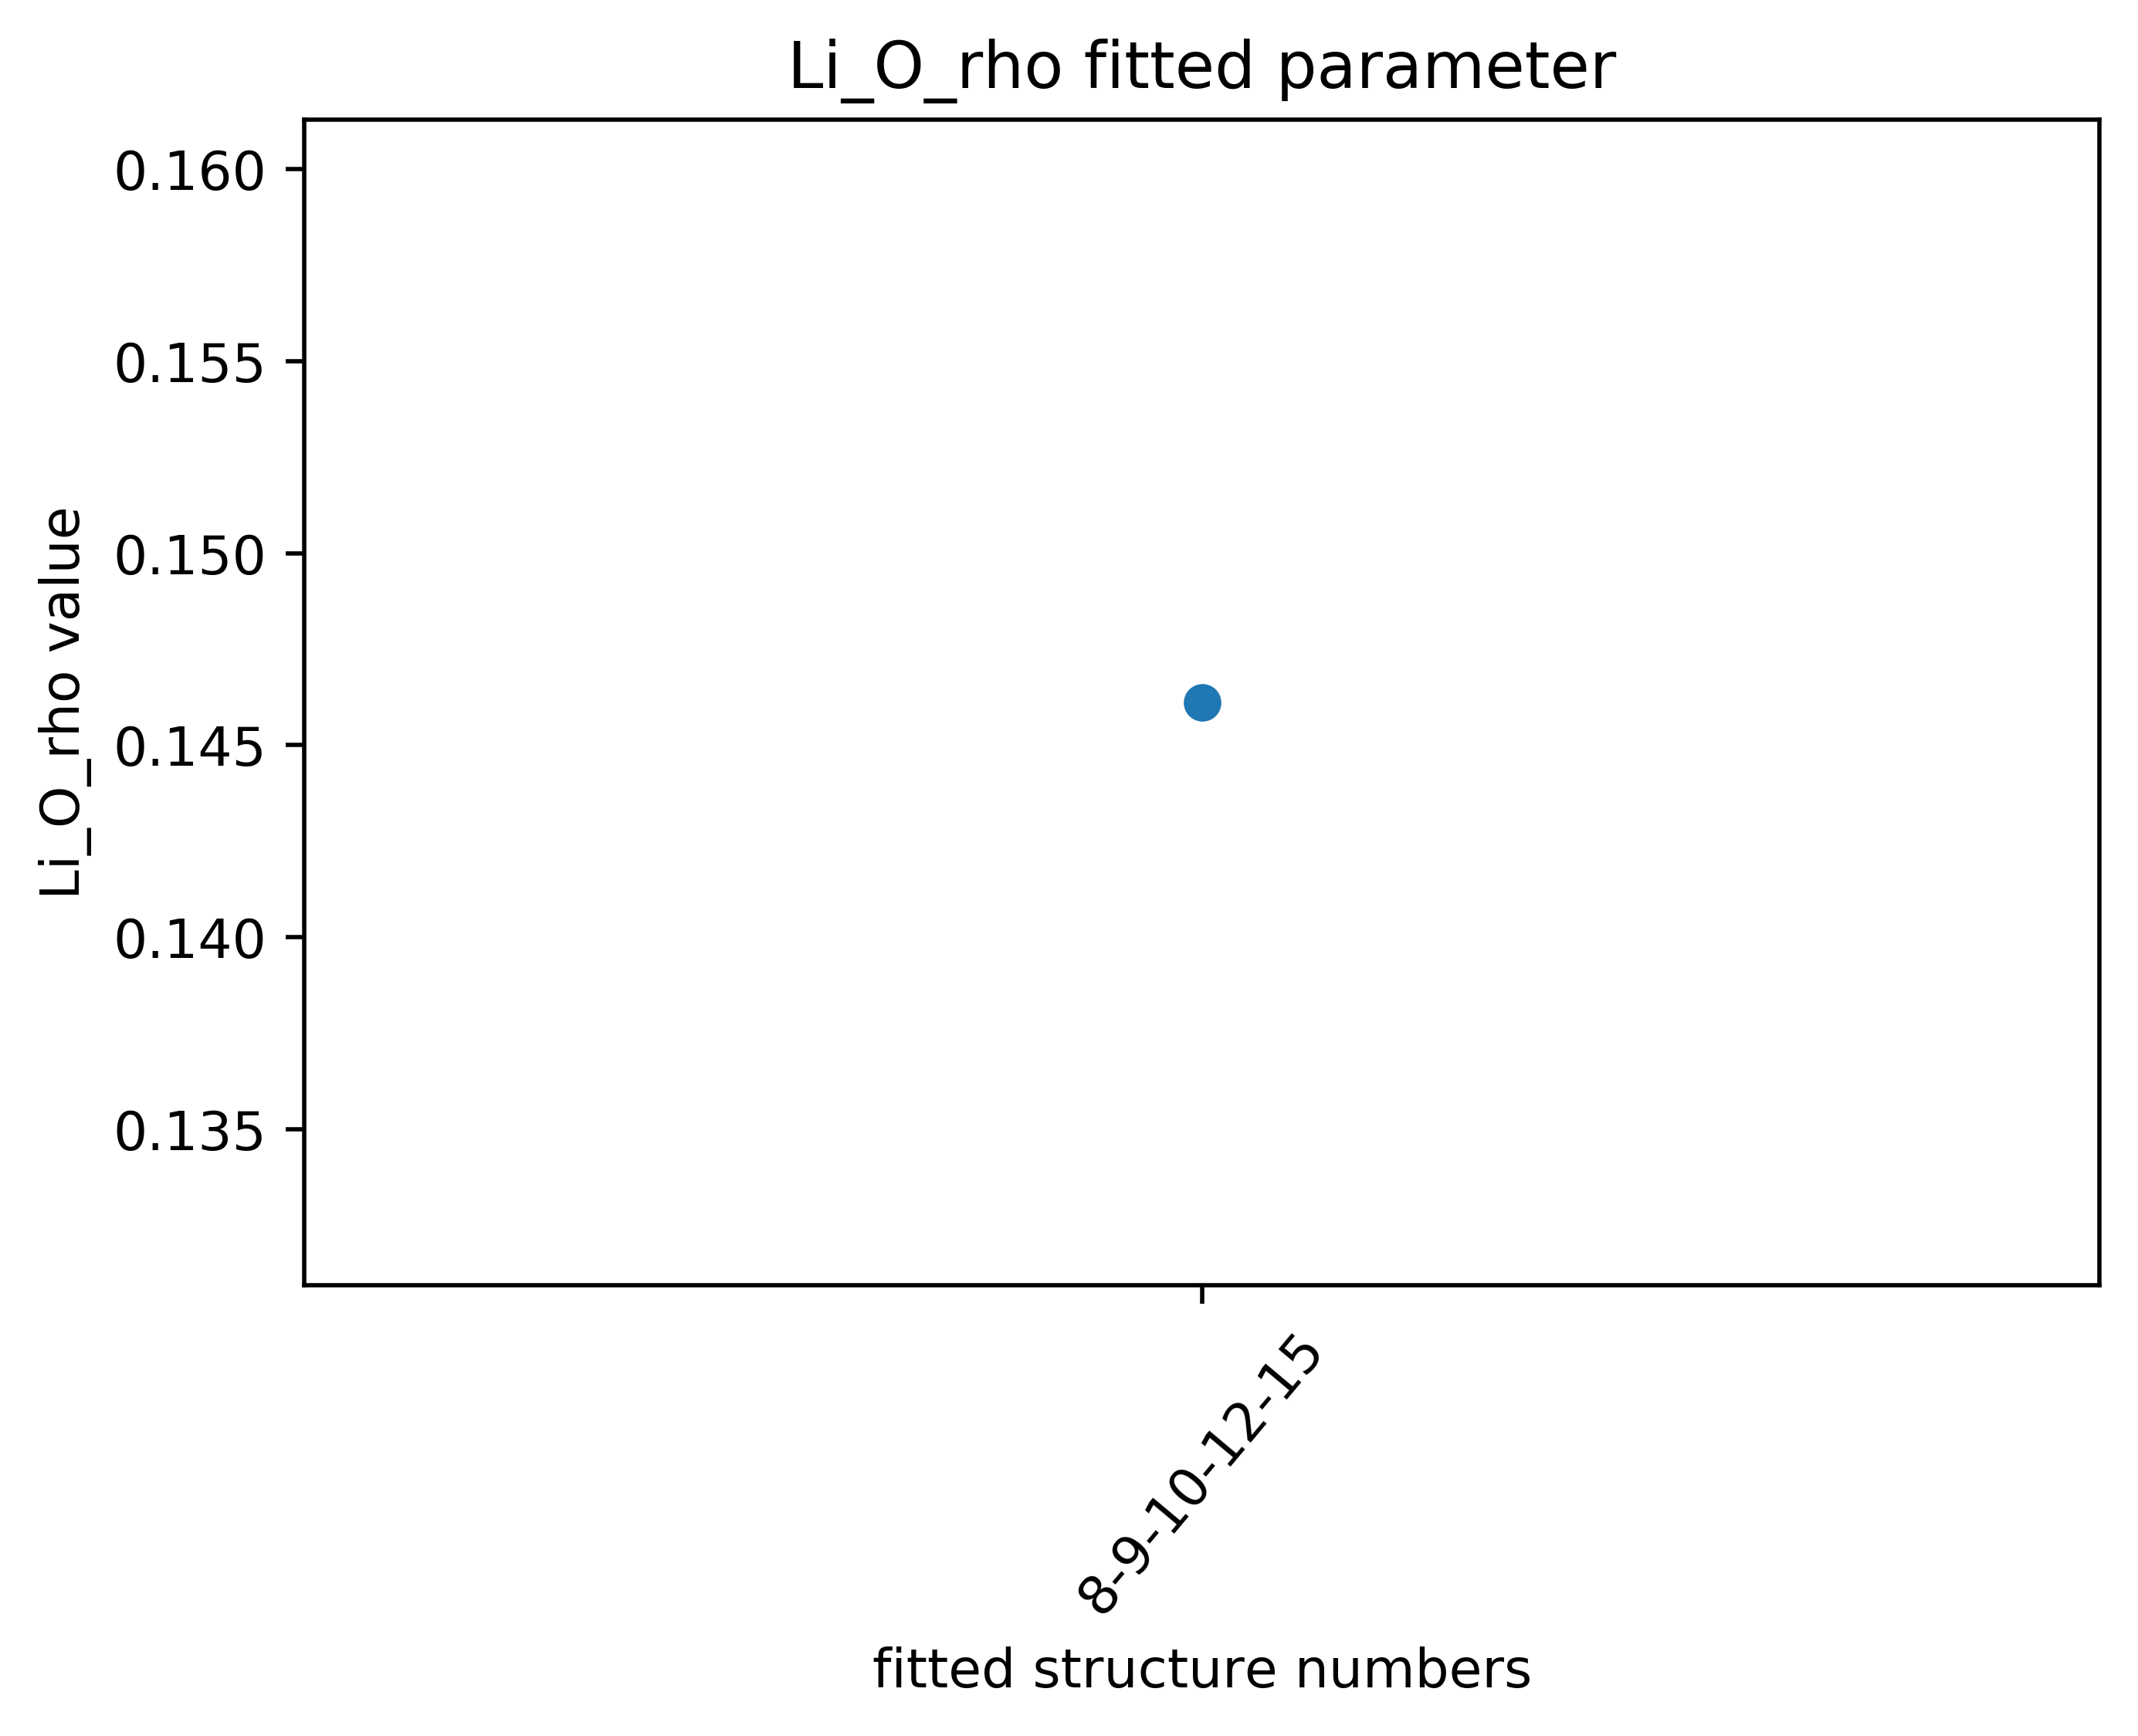 Li_O_rho fitted parameter
0.160
0.155
0.150
0.145
0.140
0.135
Li_O_rho value
8-9-10-12-15
fitted structure numbers